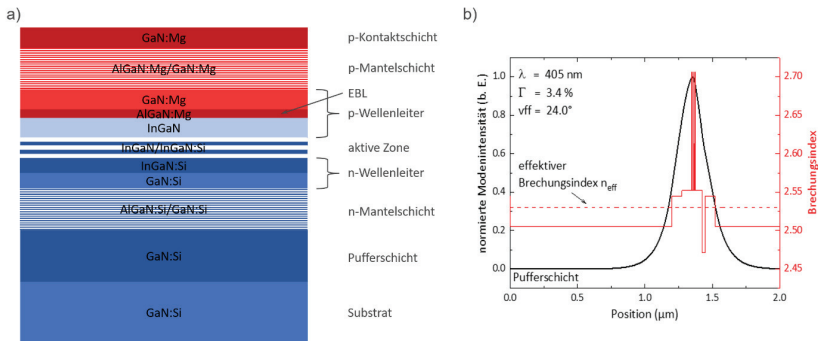 a)
GaN:Mg
p-Kontaktschicht
AlGaN:Mg/GaN:Mg
p-Mantelschicht
EBL
GaN:Mg
p-Wellenleiter
AlGaN:Mg
InGaN
InGaN/InGaN:Si
aktive Zone
InGaN:Si
n-Wellenleiter
GaN:Si
AlGaN:Si/GaN:Si
n-Mantelschicht
GaN:Si
Pufferschicht
GaN:Si
Substrat
b)
normierte Modenintensität (b. E.)
1.0
0.8
0.6
0.4
0.2
0.0
λ = 405 nm
Γ = 3.4 %
vff = 24.0°
effektiver
Brechungsindex neff
Pufferschicht
2.70
2.65
2.60
2.55
2.50
2.45
Brechungsindex
0.0 0.5 1.0 1.5 2.0
Position (µm)